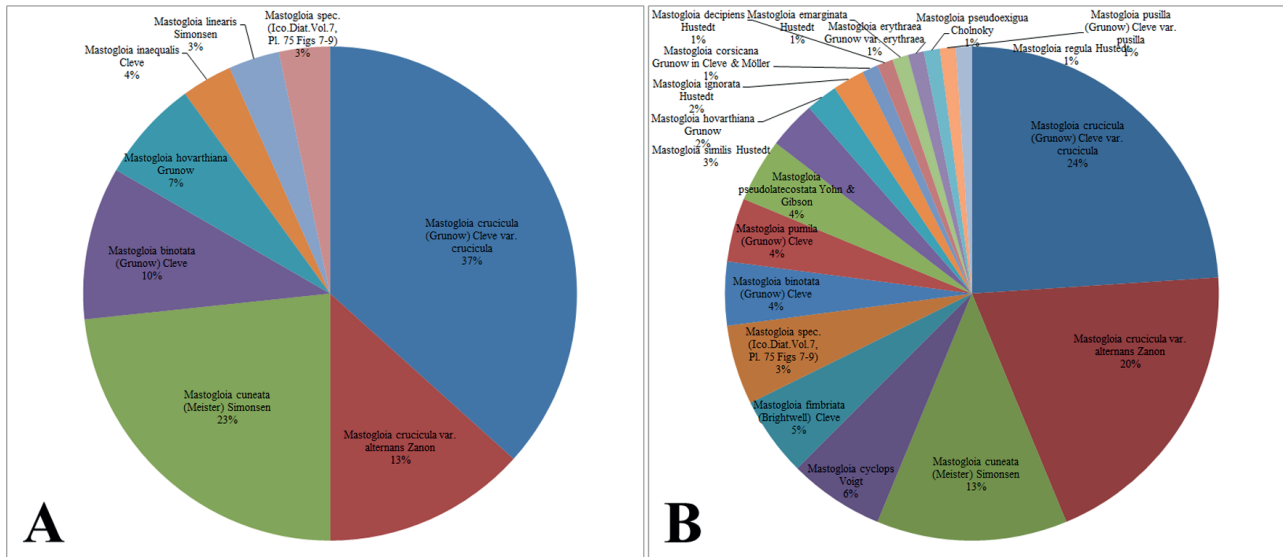 Mastogloia linearis
Simonsen
3%
Mastogloia spec.
(Ico.Diat.Vol.7,
Pl. 75 Figs 7-9)
3%
Mastogloia inaequalis
Cleve
4%
Mastogloia hovarthiana
Grunow
7%
Mastogloia binotata
(Grunow) Cleve
10%
Mastogloia cuneata
(Meister) Simonsen
23%
Mastogloia crucicula var.
alternans Zanon
13%
Mastogloia crucicula
(Grunow) Cleve var.
crucicula
37%
A
Mastogloia decipiens
Hustedt
1%
Mastogloia emarginata
Hustedt
1%
Mastogloia erythraea
Grunow var. erythraea
1%
Mastogloia pseudoexigua
Cholnoky
1%
Mastogloia pusilla
(Grunow) Cleve var.
pusilla
1%
Mastogloia regula Hustedt
1%
Mastogloia corsicana
Grunow in Cleve & Möller
1%
Mastogloia ignorata
Hustedt
2%
Mastogloia hovarthiana
Grunow
2%
Mastogloia similis Hustedt
3%
Mastogloia
pseudolatecostata Yohn &
Gibson
4%
Mastogloia pumila
(Grunow) Cleve
4%
Mastogloia binotata
(Grunow) Cleve
4%
Mastogloia spec.
(Ico.Diat.Vol.7,
Pl. 75 Figs 7-9)
3%
Mastogloia fimbriata
(Brightwell) Cleve
5%
Mastogloia cyclops
Voigt
6%
Mastogloia cuneata
(Meister) Simonsen
13%
Mastogloia crucicula var.
alternans Zanon
20%
Mastogloia crucicula
(Grunow) Cleve var.
crucicula
24%
B